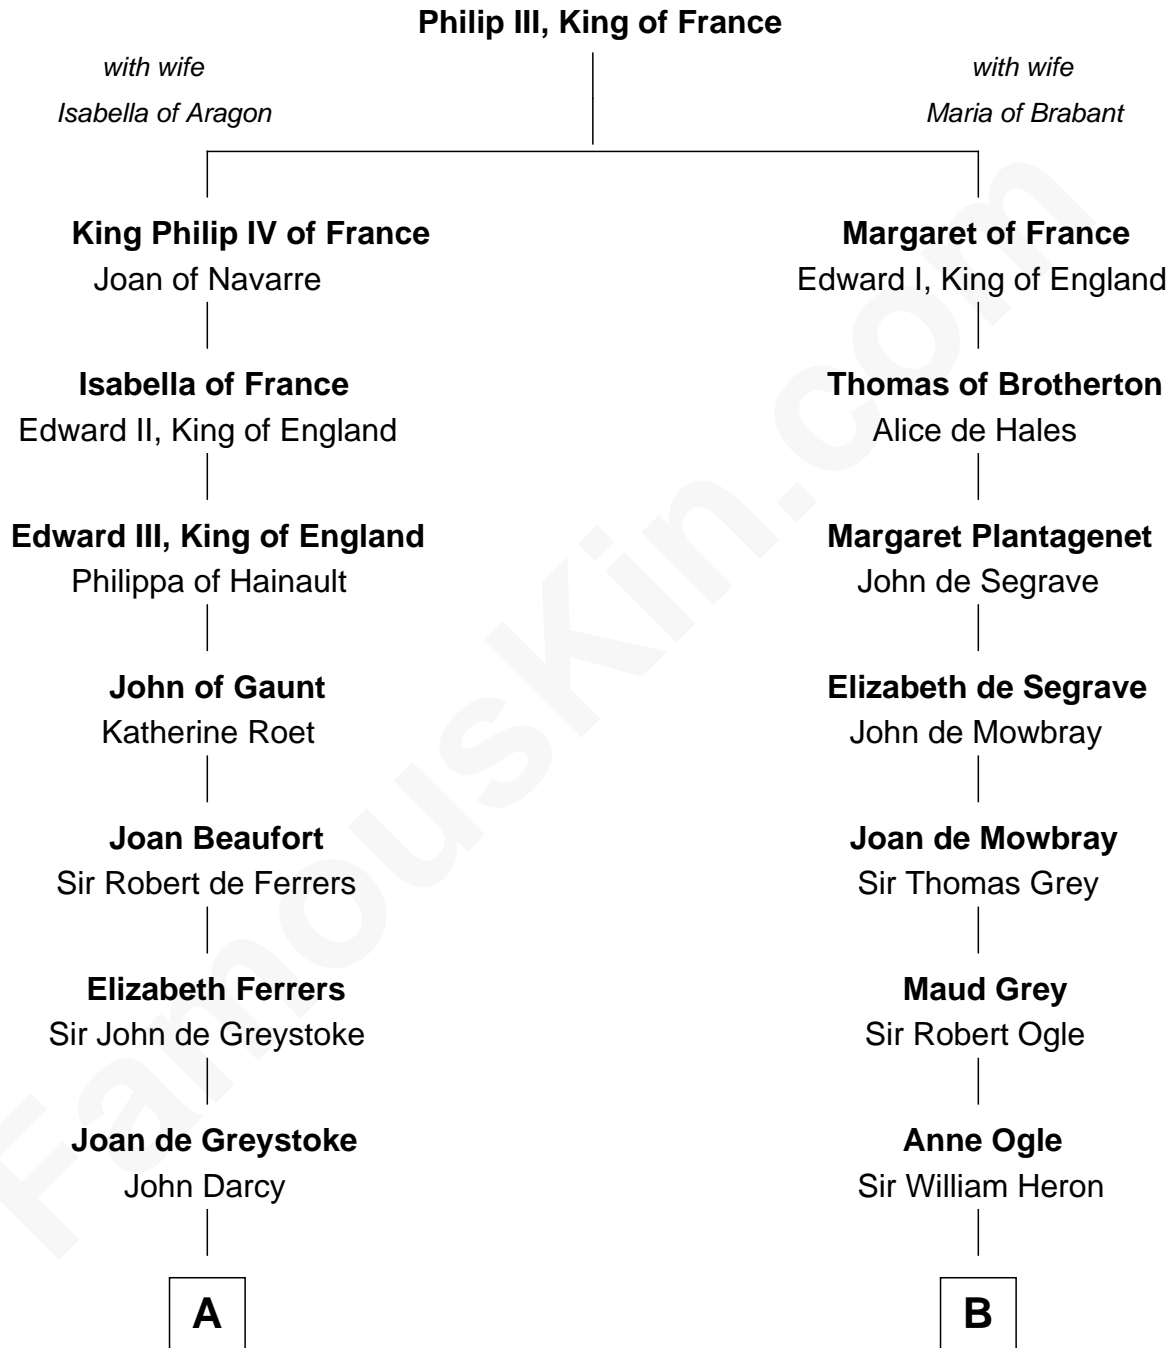 Philip III, King of France
with wife
Isabella of Aragon
with wife
Maria of Brabant
King Philip IV of France
Joan of Navarre
Margaret of France
Edward I, King of England
Isabella of France
Edward II, King of England
Thomas of Brotherton
Alice de Hales
Edward III, King of England
Philippa of Hainault
Margaret Plantagenet
John de Segrave
John of Gaunt
Katherine Roet
Elizabeth de Segrave
John de Mowbray
Joan Beaufort
Sir Robert de Ferrers
Joan de Mowbray
Sir Thomas Grey
Elizabeth Ferrers
Sir John de Greystoke
Maud Grey
Sir Robert Ogle
Joan de Greystoke
John Darcy
Anne Ogle
Sir William Heron
A
B
FamousKin.com